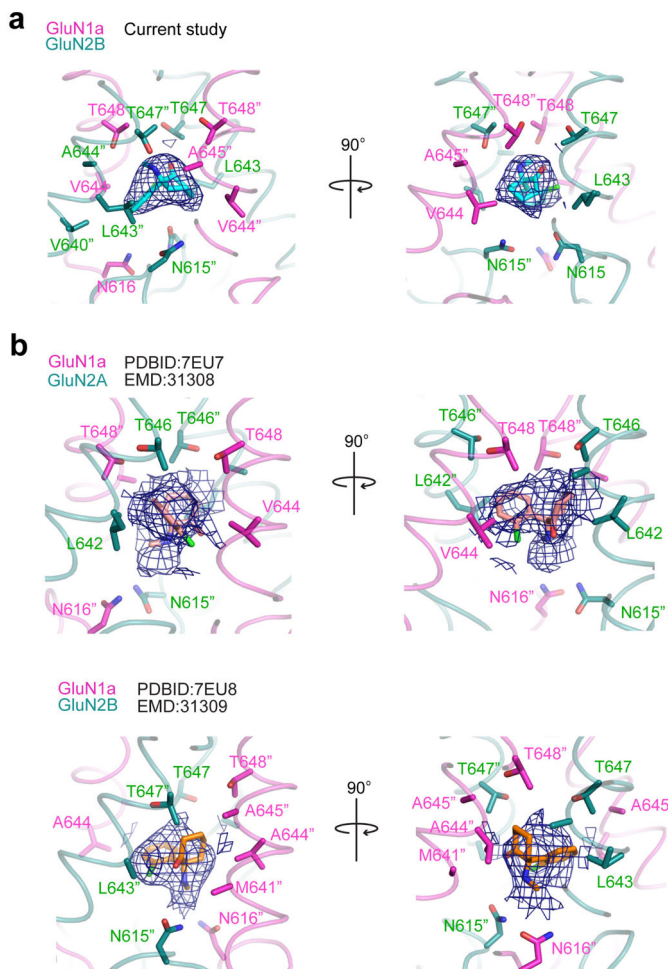 a
GluN1a Current study
GluN2B
T648 T647” T647 T648”
A644” A645”
V644 L643
V640” L643” V644”
N616 N615”
90°
T647” T648” T648 T647
A645”
V644 L643
N615” N615
b
GluN1a PDBID:7EU7
GluN2A EMD:31308
T648” T646 T646” T648
V644
L642
N616” N615”
90°
T646” T648 T648” T646
L642”
V644 L642
N616” N615”
GluN1a PDBID:7EU8
GluN2B EMD:31309
T647” T647 T648”
A645”
A644 A644”
L643” M641”
N615” N616”
90°
T647” T648” T647
A645” A645
A644”
M641” L643
N615” N616”